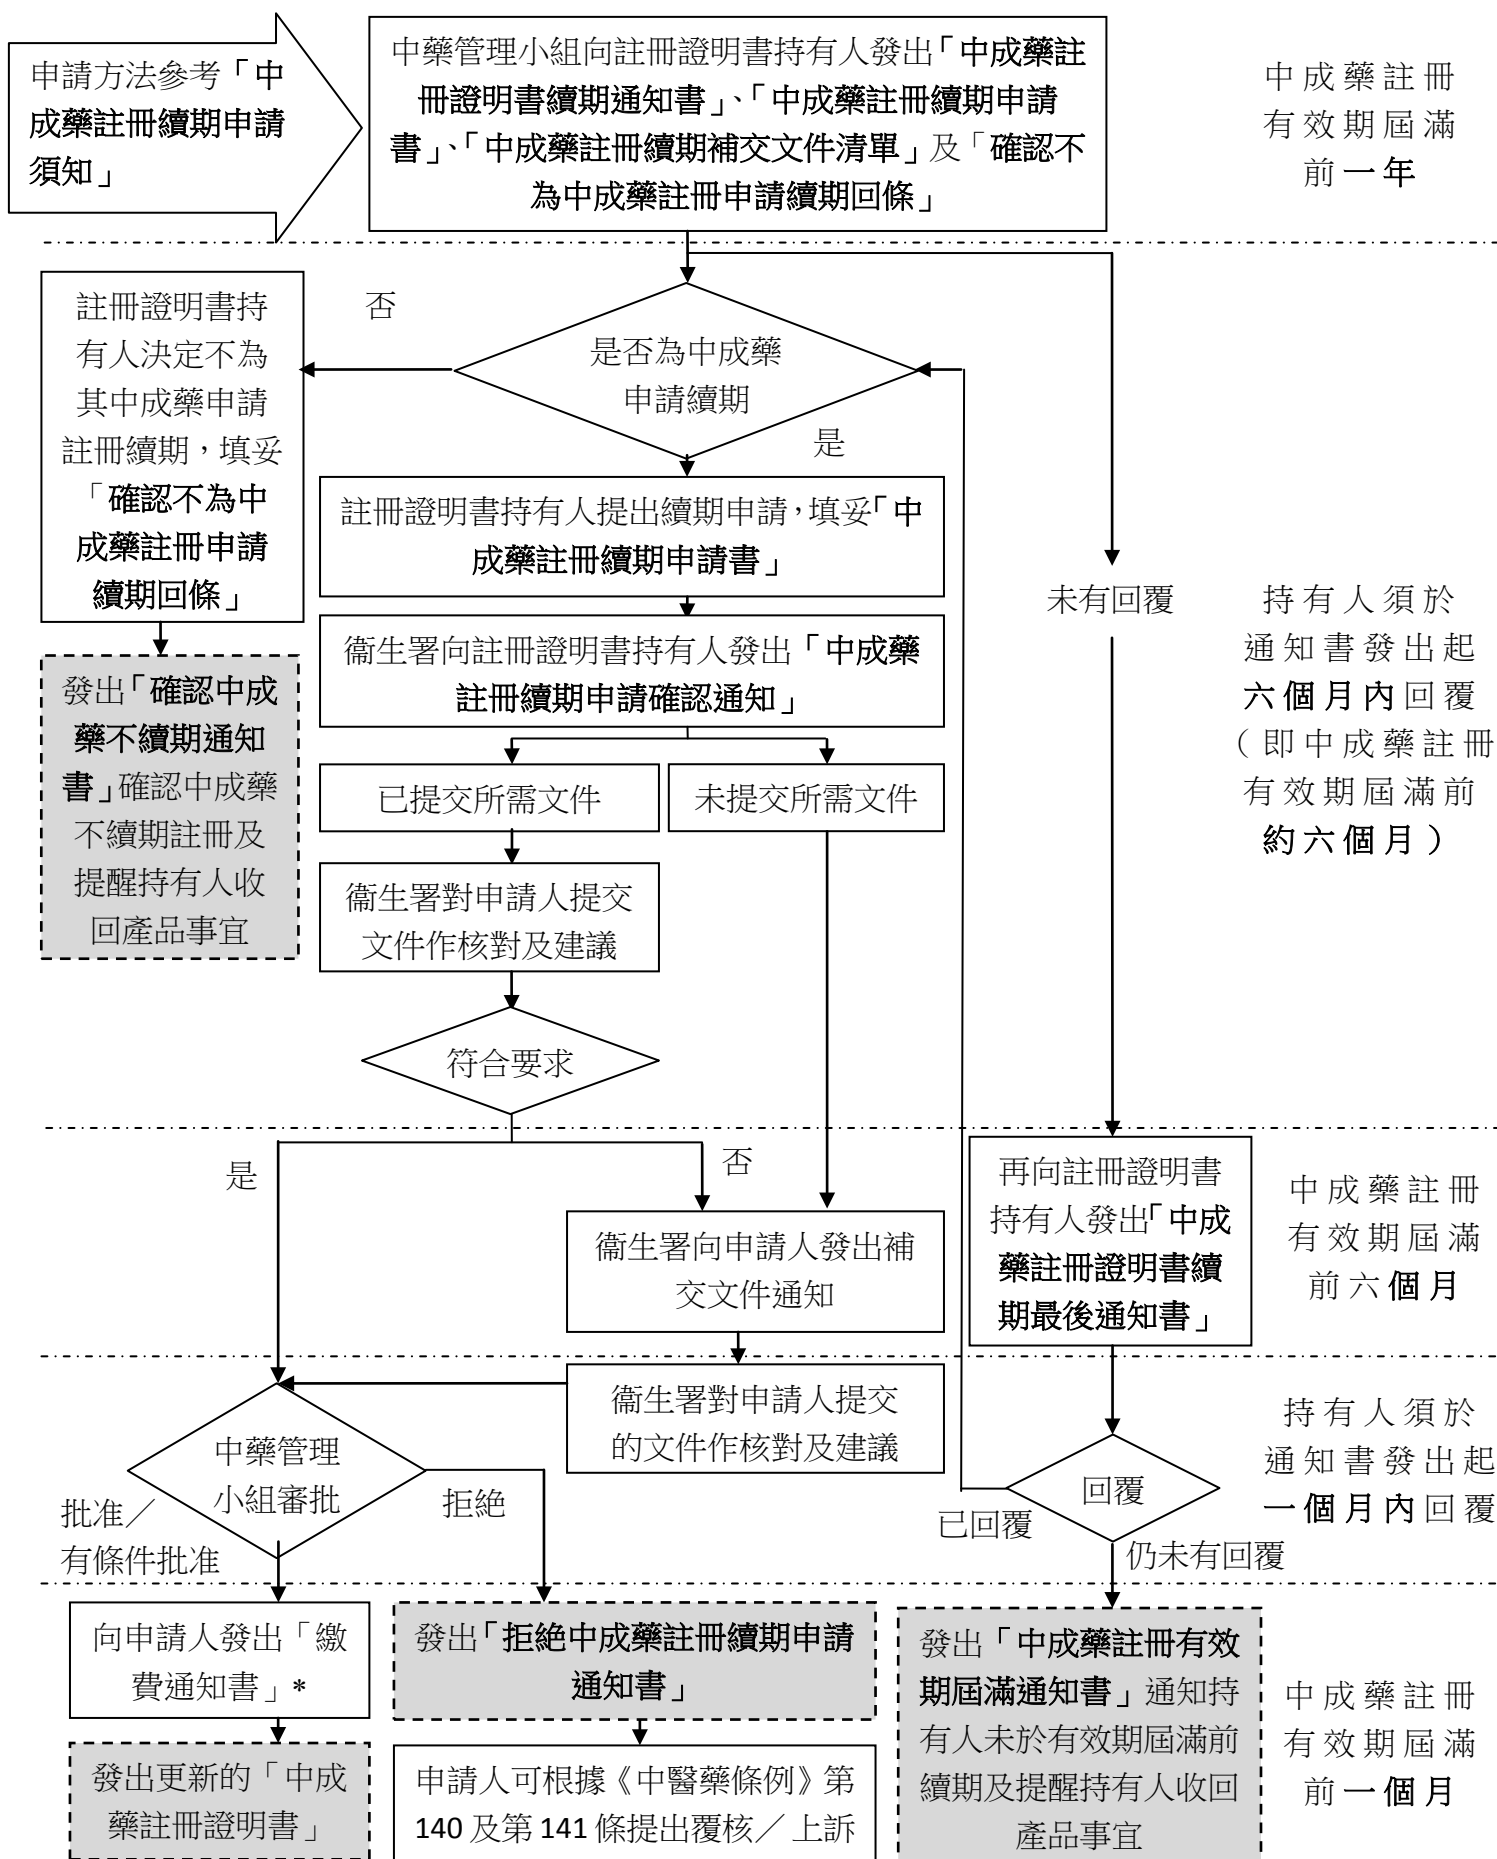 申請方法參考「中
成藥註冊續期申請
須知」
中藥管理小組向註冊證明書持有人發出「中成藥註
冊證明書續期通知書」、「中成藥註冊續期申請
書」、「中成藥註冊續期補交文件清單」及「確認不
為中成藥註冊申請續期回條」
中成藥註冊
有效期屆滿
前一年
註冊證明書持
有人決定不為
其中成藥申請
註冊續期，填妥
「確認不為中
成藥註冊申請
續期回條」
否
是否為中成藥
申請續期
是
註冊證明書持有人提出續期申請，填妥「中
成藥註冊續期申請書」
未有回覆
持有人須於
通知書發出起
六個月內回覆
（即中成藥註冊
有效期屆滿前
約六個月）
衞生署向註冊證明書持有人發出「中成藥
註冊續期申請確認通知」
發出「確認中成
藥不續期通知
書」確認中成藥
不續期註冊及
提醒持有人收
回產品事宜
已提交所需文件
未提交所需文件
衞生署對申請人提交
文件作核對及建議
符合要求
是
否
衞生署向申請人發出補
交文件通知
再向註冊證明書
持有人發出「中成
藥註冊證明書續
期最後通知書」
中成藥註冊
有效期屆滿
前六個月
衞生署對申請人提交
的文件作核對及建議
中藥管理
小組審批
批准／
有條件批准
拒絕
已回覆
回覆
仍未有回覆
持有人須於
通知書發出起
一個月內回覆
向申請人發出「繳
費通知書」*
發出更新的「中成
藥註冊證明書」
發出「拒絕中成藥註冊續期申請
通知書」
申請人可根據《中醫藥條例》第
140 及第 141 條提出覆核／上訴
發出「中成藥註冊有效
期屆滿通知書」通知持
有人未於有效期屆滿前
續期及提醒持有人收回
產品事宜
中成藥註冊
有效期屆滿
前一個月